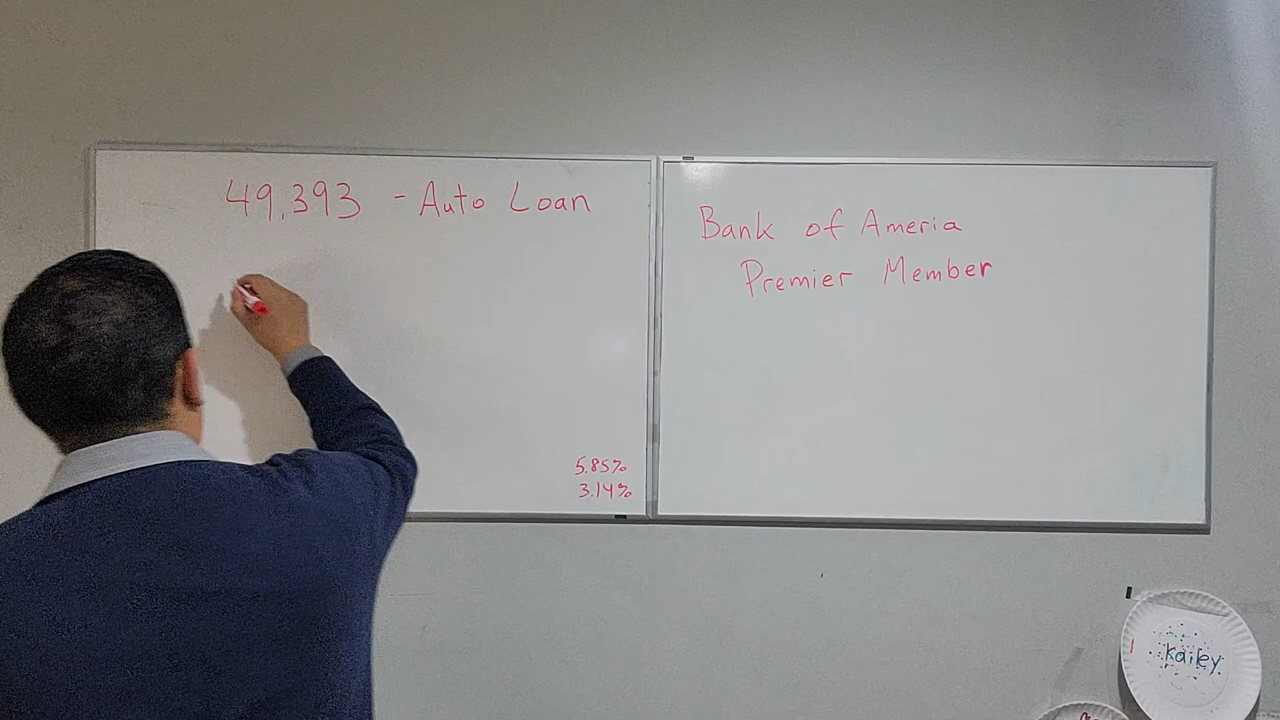 49,393 - Auto Loan
5.85%
3.14%
Bank of Ameria
Premier Member
Kailey